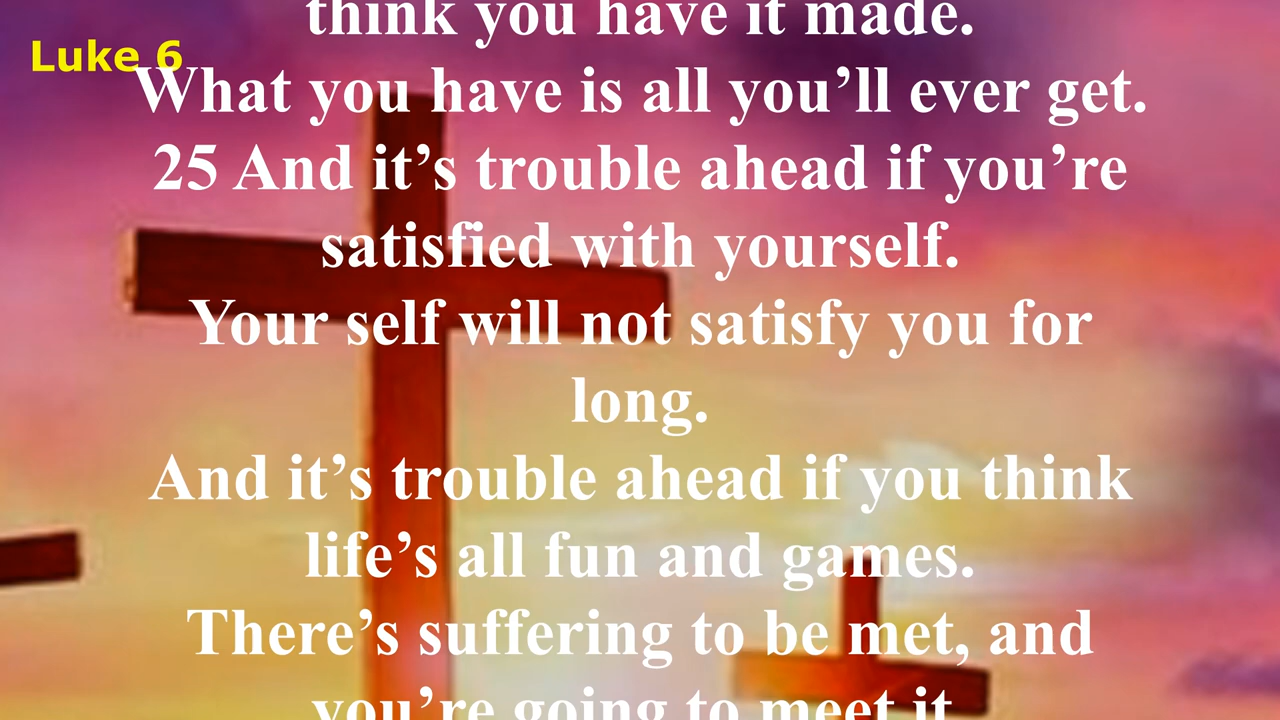 think you have it made.
Luke 6
What you have is all you’ll ever get.
25 And it’s trouble ahead if you’re
satisfied with yourself.
Your self will not satisfy you for
long.
And it’s trouble ahead if you think
life’s all fun and games.
There’s suffering to be met, and
you’re going to meet it